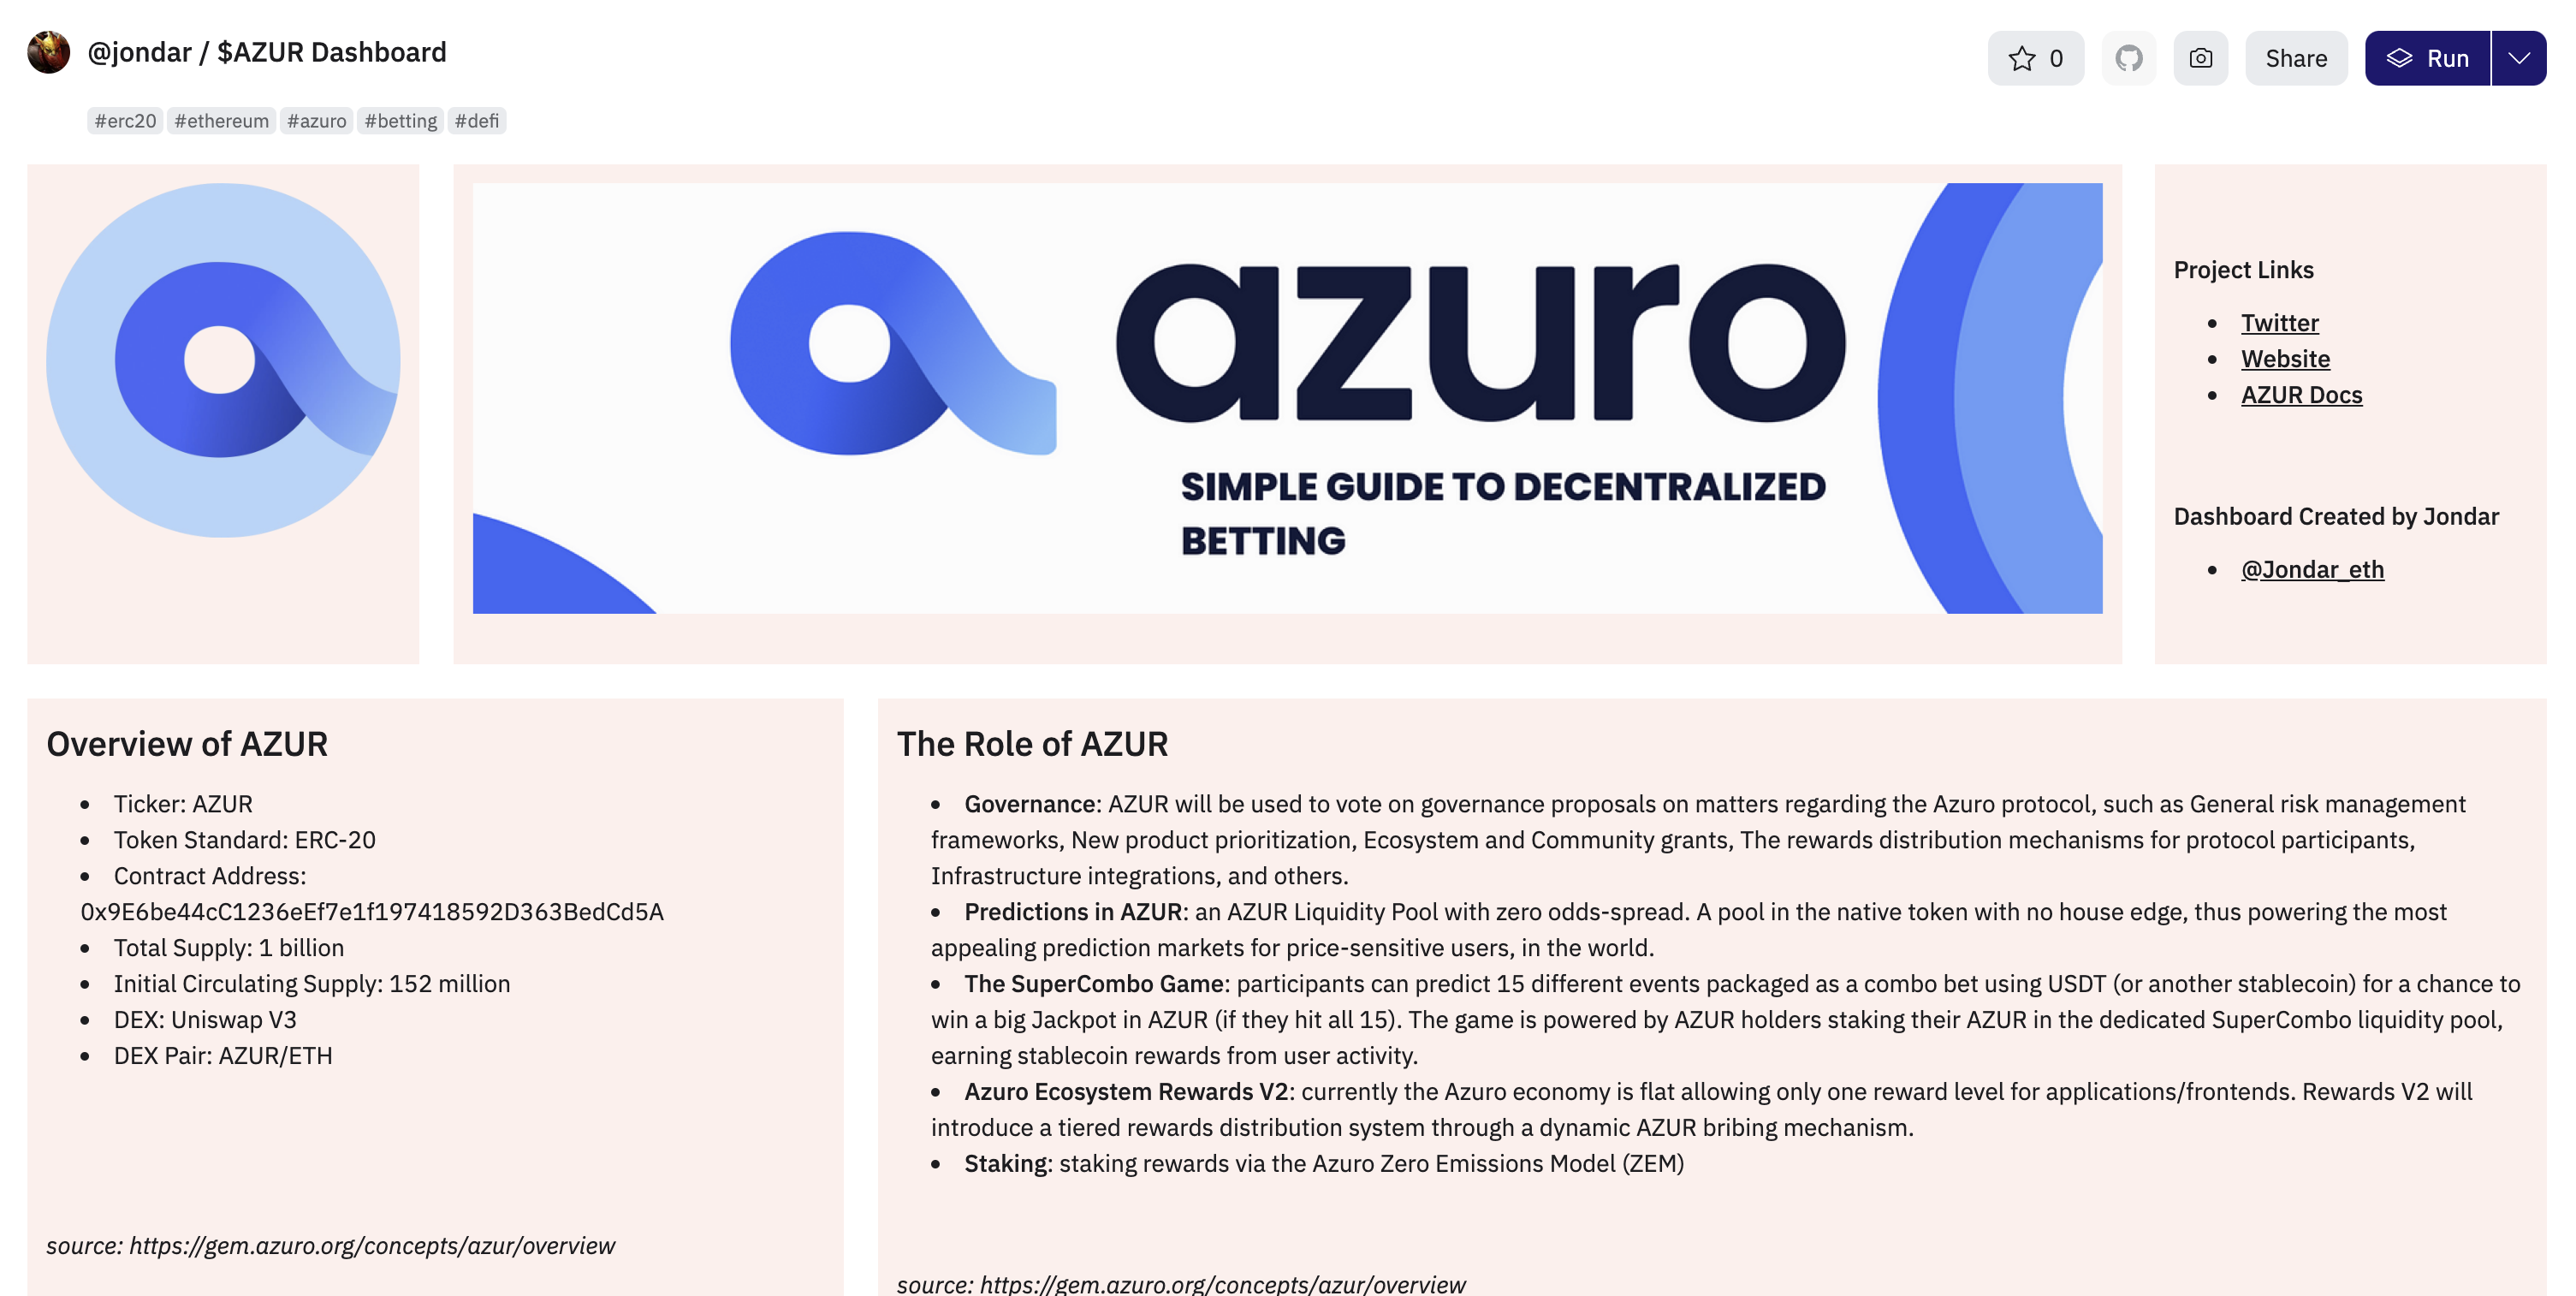 @jondar / $AZUR Dashboard
0
Share
Run
#erc20 #ethereum #azuro #betting #defi
azuro
SIMPLE GUIDE TO DECENTRALIZED
BETTING
Project Links
• Twitter
• Website
• AZUR Docs
Dashboard Created by Jondar
• @Jondar_eth
Overview of AZUR
• Ticker: AZUR
• Token Standard: ERC-20
• Contract Address:
0x9E6be44cC1236eEf7e1f197418592D363BedCd5A
• Total Supply: 1 billion
• Initial Circulating Supply: 152 million
• DEX: Uniswap V3
• DEX Pair: AZUR/ETH
source: https://gem.azuro.org/concepts/azur/overview
The Role of AZUR
• Governance: AZUR will be used to vote on governance proposals on matters regarding the Azuro protocol, such as General risk management
frameworks, New product prioritization, Ecosystem and Community grants, The rewards distribution mechanisms for protocol participants,
Infrastructure integrations, and others.
• Predictions in AZUR: an AZUR Liquidity Pool with zero odds-spread. A pool in the native token with no house edge, thus powering the most
appealing prediction markets for price-sensitive users, in the world.
• The SuperCombo Game: participants can predict 15 different events packaged as a combo bet using USDT (or another stablecoin) for a chance to
win a big Jackpot in AZUR (if they hit all 15). The game is powered by AZUR holders staking their AZUR in the dedicated SuperCombo liquidity pool,
earning stablecoin rewards from user activity.
• Azuro Ecosystem Rewards V2: currently the Azuro economy is flat allowing only one reward level for applications/frontends. Rewards V2 will
introduce a tiered rewards distribution system through a dynamic AZUR bribing mechanism.
• Staking: staking rewards via the Azuro Zero Emissions Model (ZEM)
source: https://gem.azuro.org/concepts/azur/overview